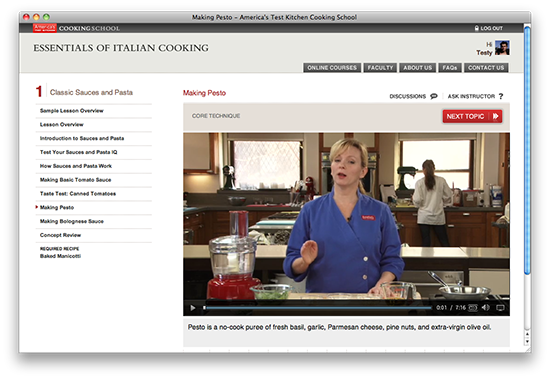 Making Pesto - America's Test Kitchen Cooking School
America's
TEST KITCHEN
COOKINGSCHOOL
LOG OUT
ESSENTIALS OF ITALIAN COOKING
Hi
Testy
ONLINE COURSES
FACULTY
ABOUT US
FAQs
CONTACT US
1
Classic Sauces and Pasta
Sample Lesson Overview
Lesson Overview
Introduction to Sauces and Pasta
Test Your Sauces and Pasta IQ
How Sauces and Pasta Work
Making Basic Tomato Sauce
Taste Test: Canned Tomatoes
Making Pesto
Making Bolognese Sauce
Concept Review
REQUIRED RECIPE
Baked Manicotti
Making Pesto
DISCUSSIONS
ASK INSTRUCTOR ?
CORE TECHNIQUE
NEXT TOPIC
0:01 / 7:16
Pesto is a no-cook puree of fresh basil, garlic, Parmesan cheese, pine nuts, and extra-virgin olive oil.